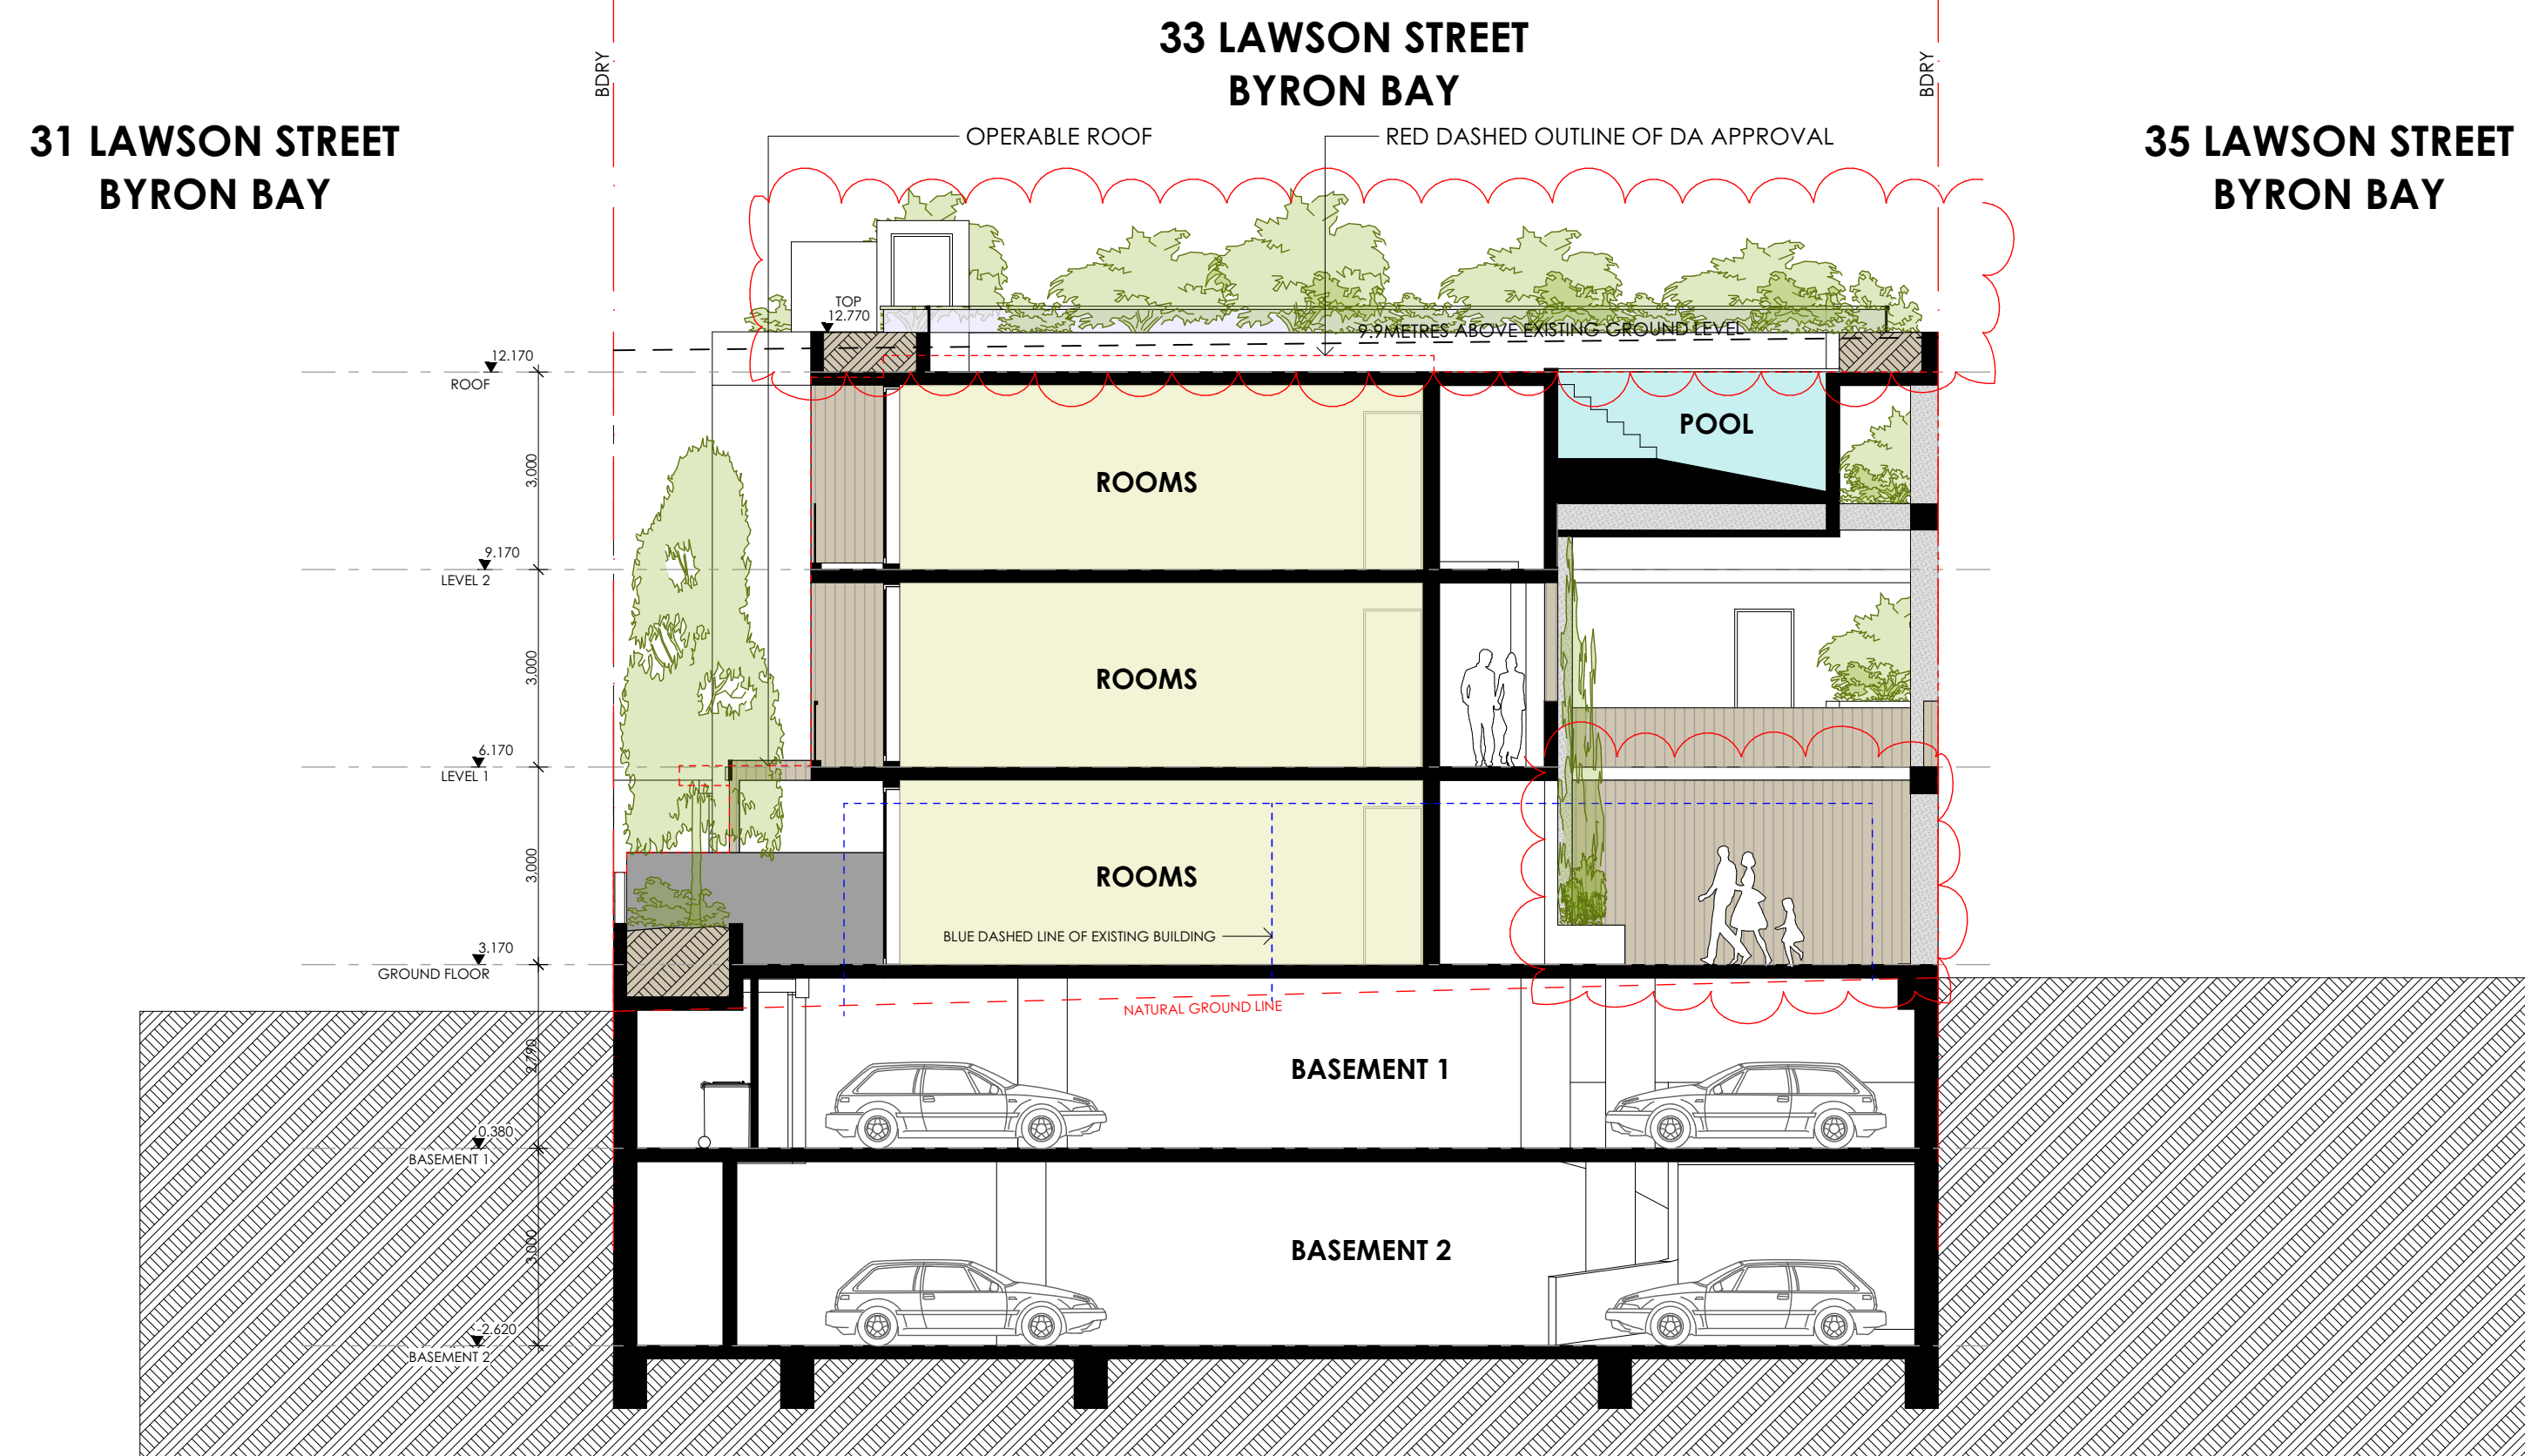 33 LAWSON STREET
BYRON BAY
BDRY
BDRY
31 LAWSON STREET
BYRON BAY
35 LAWSON STREET
BYRON BAY
OPERABLE ROOF
RED DASHED OUTLINE OF DA APPROVAL
TOP
12.770
9.9METRES ABOVE EXISTING GROUND LEVEL
12.170
ROOF
POOL
3,000
ROOMS
9.170
LEVEL 2
3,000
ROOMS
6.170
LEVEL 1
3,000
ROOMS
BLUE DASHED LINE OF EXISTING BUILDING
3.170
GROUND FLOOR
NATURAL GROUND LINE
2,790
BASEMENT 1
0.380
BASEMENT 1
3,000
BASEMENT 2
-2.620
BASEMENT 2